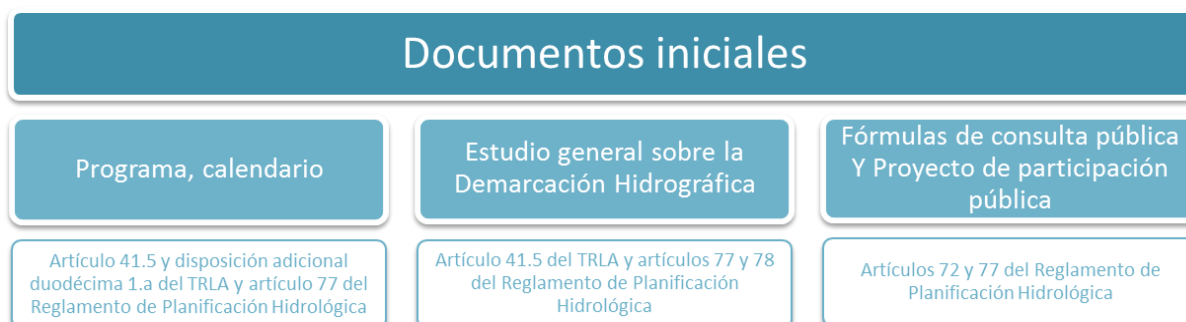 Documentos iniciales
Programa, calendario
Estudio general sobre la
Demarcación Hidrográfica
Fórmulas de consulta pública
Y Proyecto de participación
pública
Artículo 41.5 y disposición adicional
duodécima 1.a del TRLA y artículo 77 del
Reglamento de Planificación Hidrológica
Artículo 41.5 del TRLA y artículos 77 y 78
del Reglamento de Planificación
Hidrológica
Artículos 72 y 77 del Reglamento de
Planificación Hidrológica